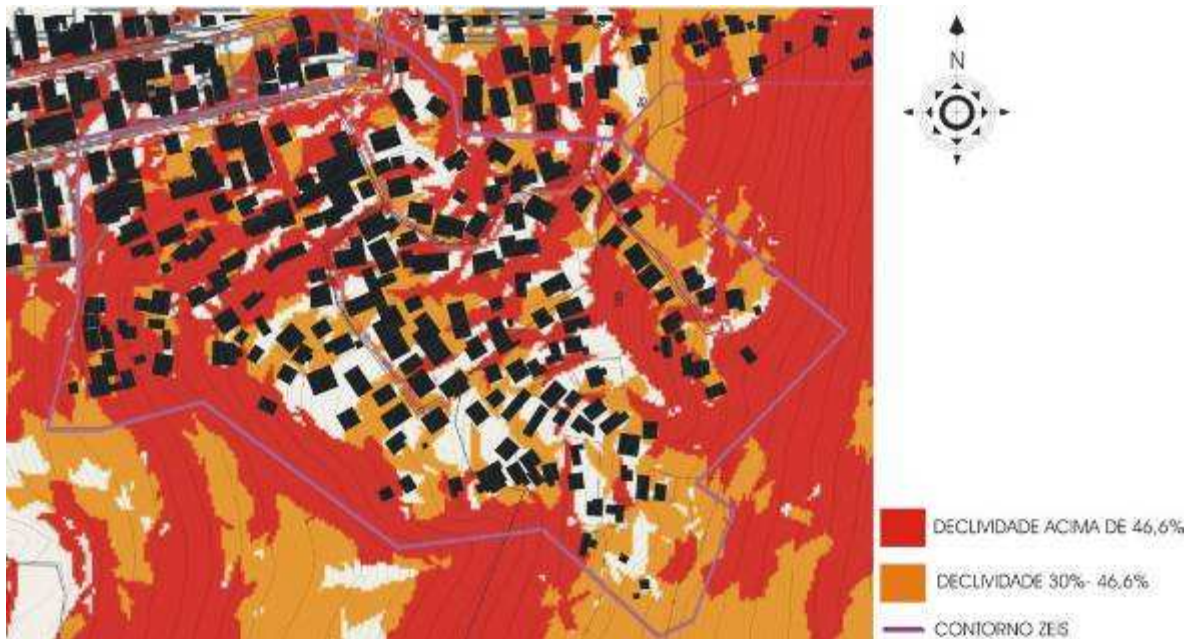 N
DECLIVIDADE ACIMA DE 46,6%
DECLIVIDADE 30%- 46,6%
CONTORNO ZEIS